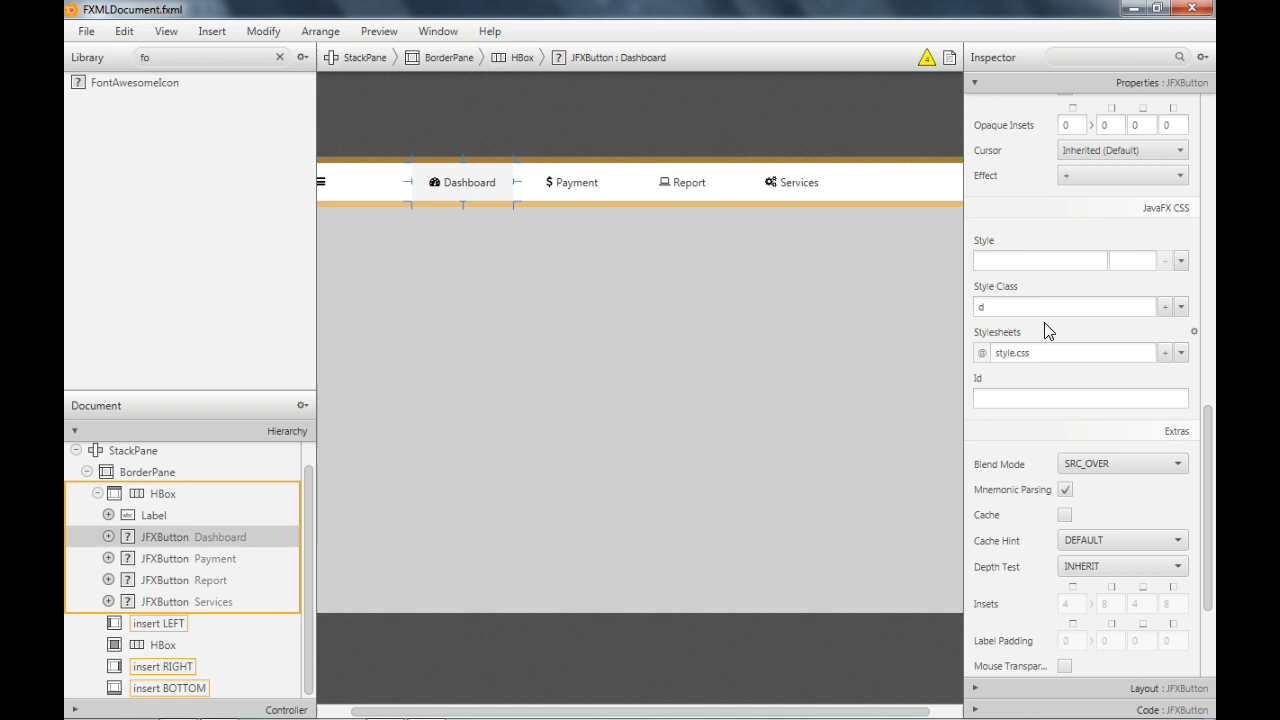 FXMLDocument.fxml
File Edit View Insert Modify Arrange Preview Window Help
Library fo
StackPane BorderPane HBox ? JFXButton : Dashboard 4
Inspector
? FontAwesomeIcon
Properties : JFXButton
Opaque Insets 0 0 0 0
Cursor Inherited (Default)
Effect +
Dashboard $ Payment Report Services
JavaFX CSS
Style
Style Class
d
Stylesheets
@ style.css
Id
Extras
Blend Mode SRC_OVER
Mnemonic Parsing
Cache
Cache Hint DEFAULT
Depth Test INHERIT
Insets 4 8 4 8
Label Padding 0 0 0 0
Mouse Transpar...
Layout : JFXButton
Code : JFXButton
Document
Hierarchy
StackPane
BorderPane
HBox
abc Label
? JFXButton Dashboard
? JFXButton Payment
? JFXButton Report
? JFXButton Services
insert LEFT
HBox
insert RIGHT
insert BOTTOM
Controller